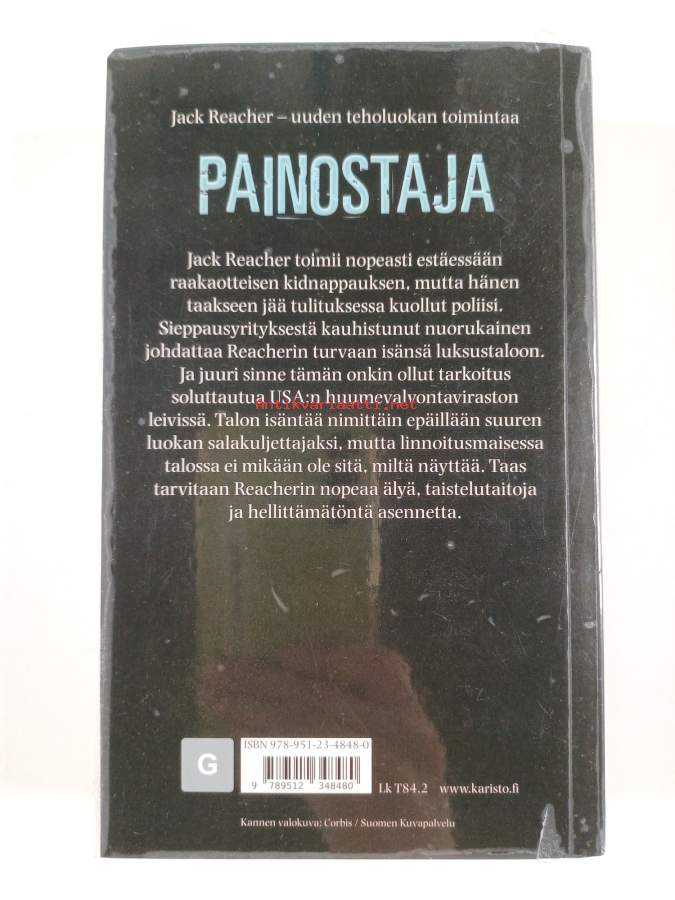 Jack Reacher – uuden teholuokan toimintaa
PAINOSTAJA
Jack Reacher toimii nopeasti estäessään
raakaotteisen kidnappauksen, mutta hänen
taakseen jää tulituksessa kuollut poliisi.
Sieppausyrityksestä kauhistunut nuorukainen
johdattaa Reacherin turvaan isänsä luksustaloon.
Ja juuri sinne tämän onkin ollut tarkoitus
soluttautua USA:n huumevalvontaviraston
Antikvariaatti.net
leivissä. Talon isäntää nimittäin epäillään suuren
luokan salakuljettajaksi, mutta linnoitusmaisessa
talossa ei mikään ole sitä, miltä näyttää. Taas
tarvitaan Reacherin nopeaa älyä, taistelutaitoja
ja hellittämätöntä asennetta.
G
ISBN 978-951-23-4848-0
9 789512 348480
Lk T84.2 www.karisto.fi
Kannen valokuva: Corbis / Suomen Kuvapalvelu